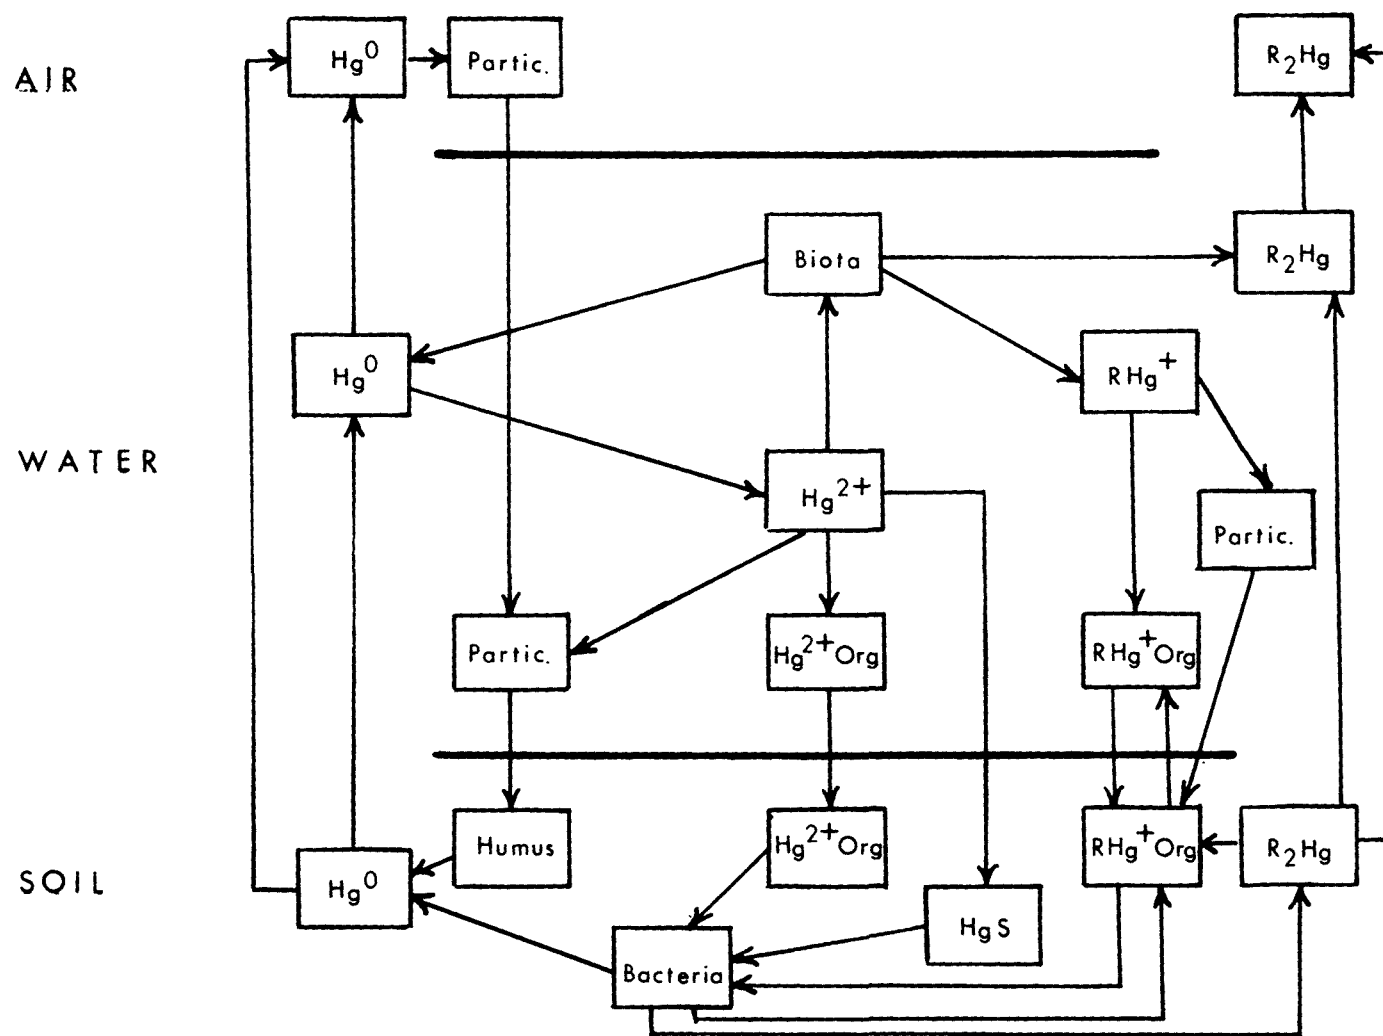 AIR
Hg⁰
Partic.
R₂Hg
Biota
R₂Hg
Hg⁰
RHg⁺
WATER
Hg²⁺
Partic.
Partic.
Hg²⁺Org
RHg⁺Org
SOIL
Hg⁰
Humus
Hg²⁺Org
RHg⁺Org
R₂Hg
HgS
Bacteria